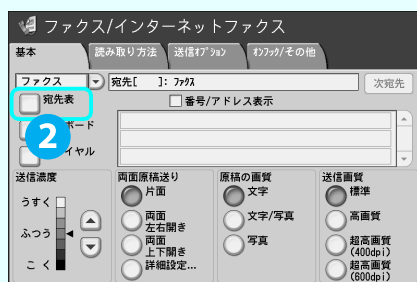 ファクス/インターネットファクス
基本
読み取り方法
送信ｵﾌﾟｼｮﾝ
ｵﾝﾌｯｸ/その他
ファクス
宛先[ ]: ﾌｧｸｽ
次宛先
宛先表
番号/アドレス表示
2
ボード
イヤル
送信濃度
うすく
ふつう
こく
両面原稿送り
片面
両面
左右開き
両面
上下開き
詳細設定...
原稿の画質
文字
文字/写真
写真
送信画質
標準
高画質
超高画質
(400dpi)
超高画質
(600dpi)